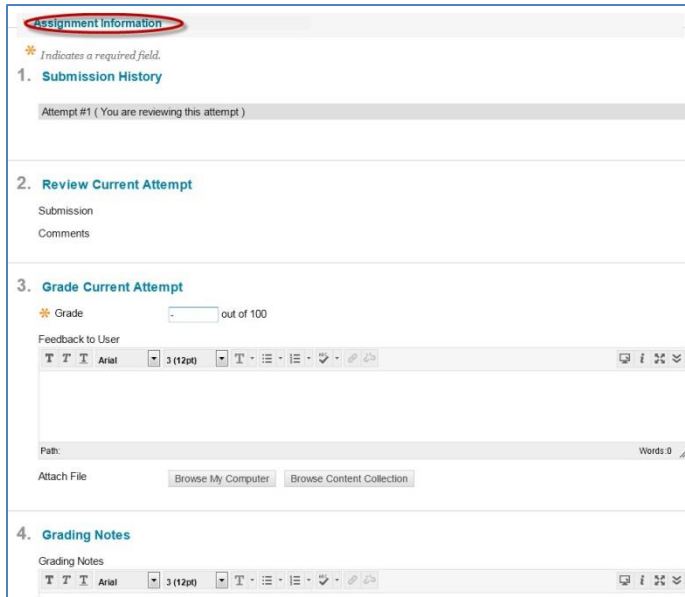 Assignment Information
* Indicates a required field.
1. Submission History
Attempt #1 ( You are reviewing this attempt )
2. Review Current Attempt
Submission
Comments
3. Grade Current Attempt
* Grade - out of 100
Feedback to User
T T T Arial 3 (12pt) T ABC i
Path: Words:0
Attach File Browse My Computer Browse Content Collection
4. Grading Notes
Grading Notes
T T T Arial 3 (12pt) T ABC i